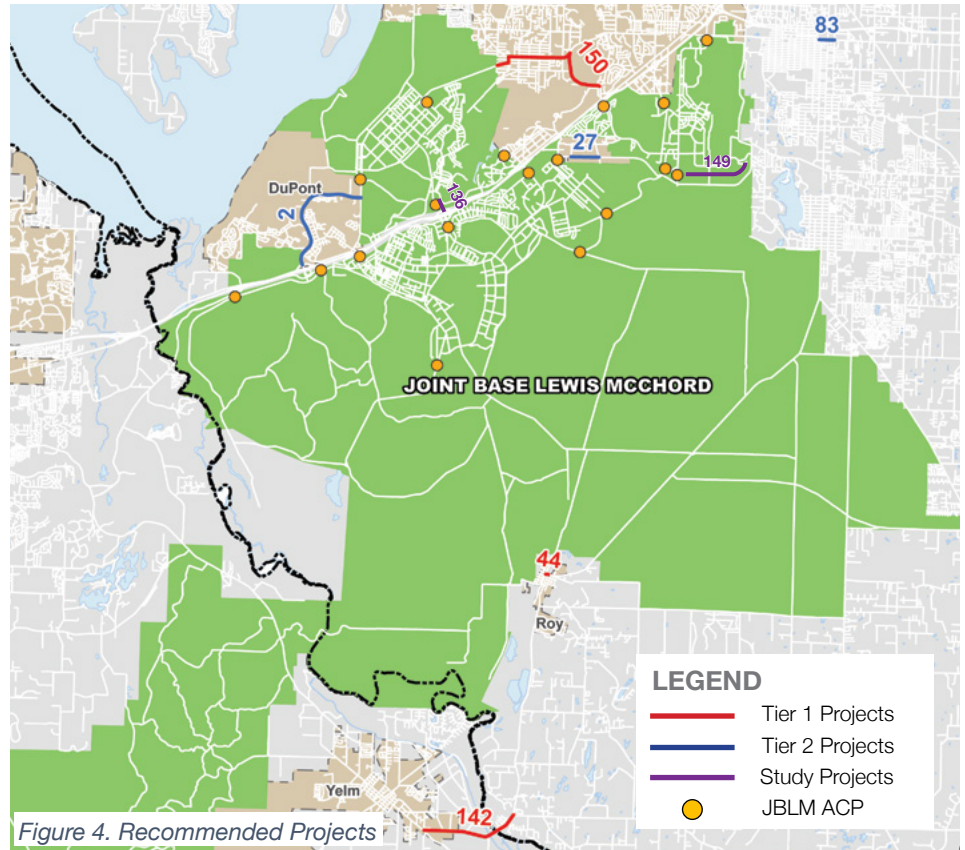 83
150
27
149
DuPont
136
2
JOINT BASE LEWIS MCCHORD
44
Roy
LEGEND
Tier 1 Projects
Tier 2 Projects
Study Projects
JBLM ACP
Yelm
142
Figure 4. Recommended Projects